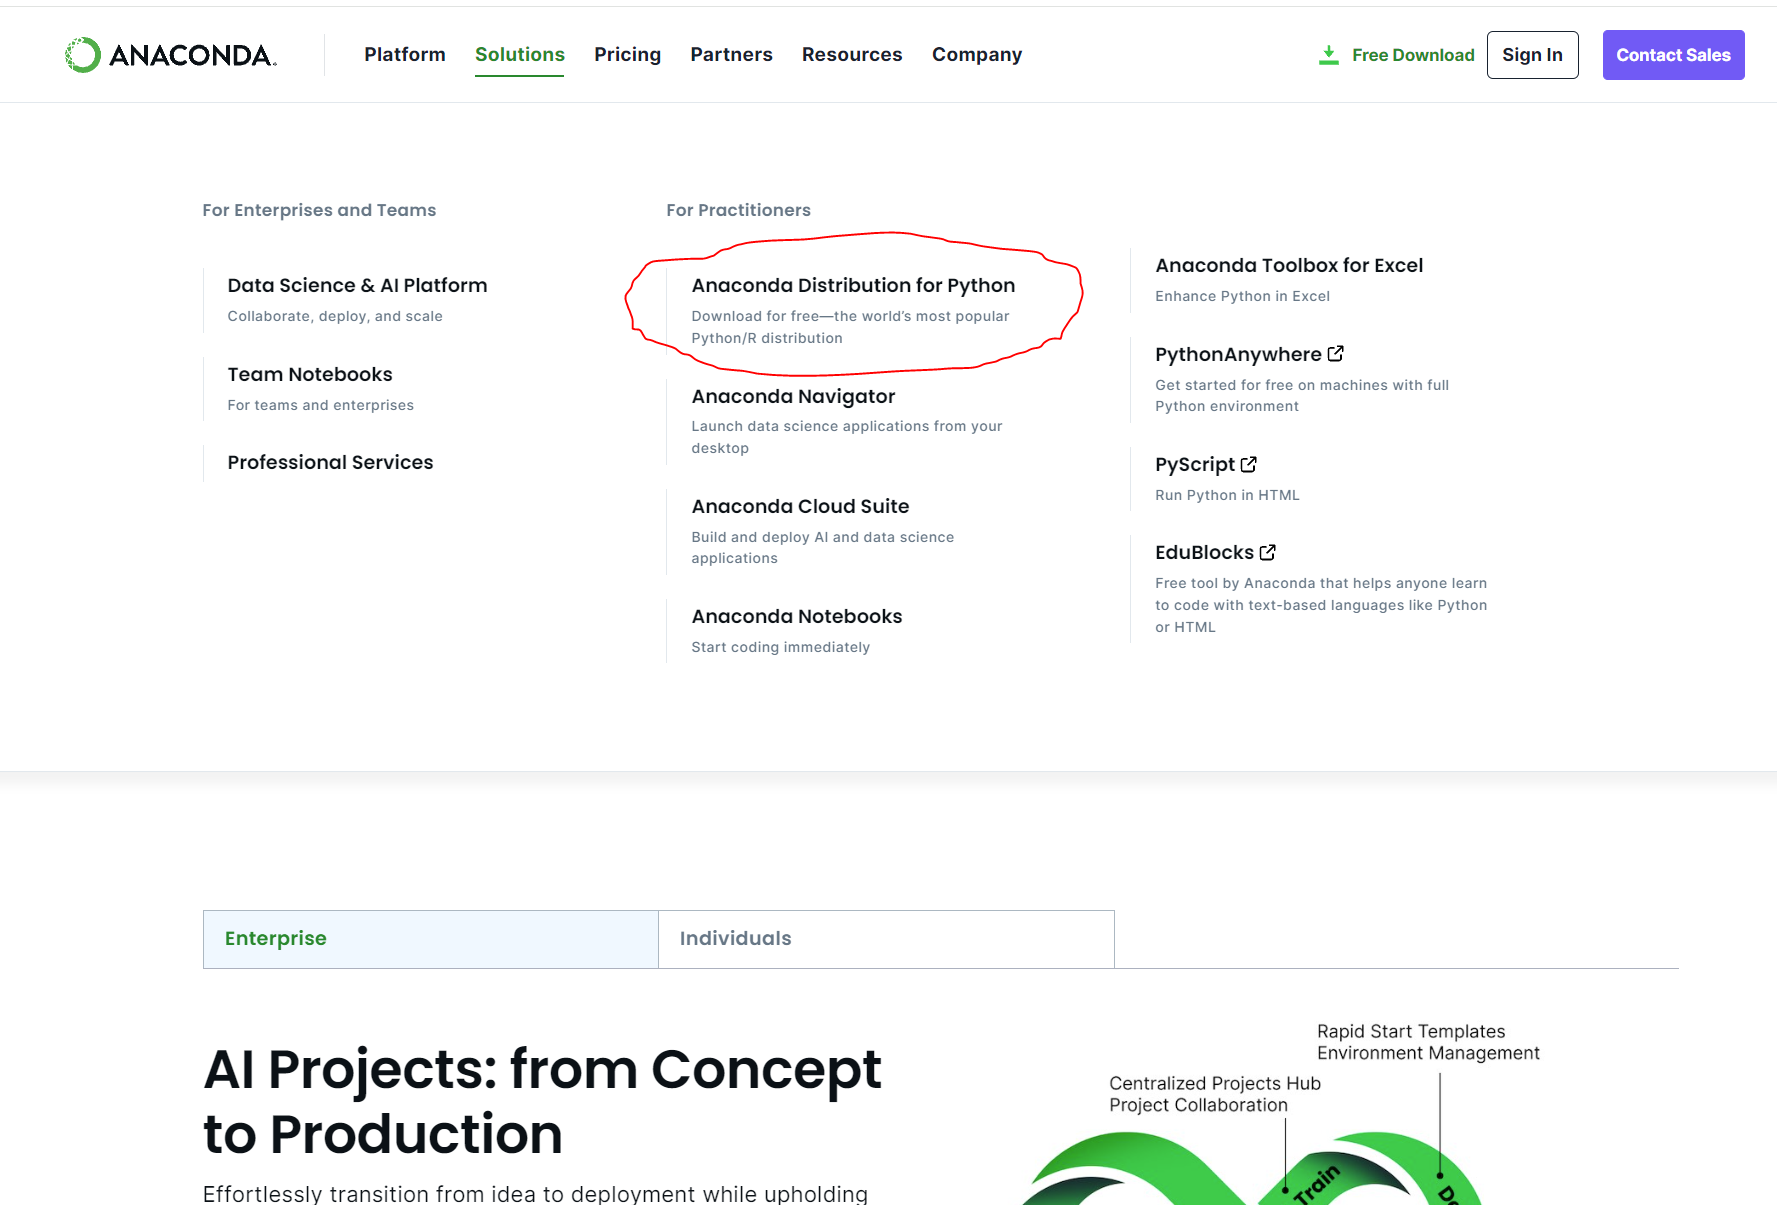 ANACONDA.
Platform
Solutions
Pricing
Partners
Resources
Company
Free Download
Sign In
Contact Sales
For Enterprises and Teams
Data Science & AI Platform
Collaborate, deploy, and scale
Team Notebooks
For teams and enterprises
Professional Services
For Practitioners
Anaconda Distribution for Python
Download for free—the world’s most popular
Python/R distribution
Anaconda Navigator
Launch data science applications from your
desktop
Anaconda Cloud Suite
Build and deploy AI and data science
applications
Anaconda Notebooks
Start coding immediately
Anaconda Toolbox for Excel
Enhance Python in Excel
PythonAnywhere
Get started for free on machines with full
Python environment
PyScript
Run Python in HTML
EduBlocks
Free tool by Anaconda that helps anyone learn
to code with text-based languages like Python
or HTML
Enterprise
Individuals
AI Projects: from Concept
to Production
Effortlessly transition from idea to deployment while upholding
Rapid Start Templates
Environment Management
Centralized Projects Hub
Project Collaboration
Train